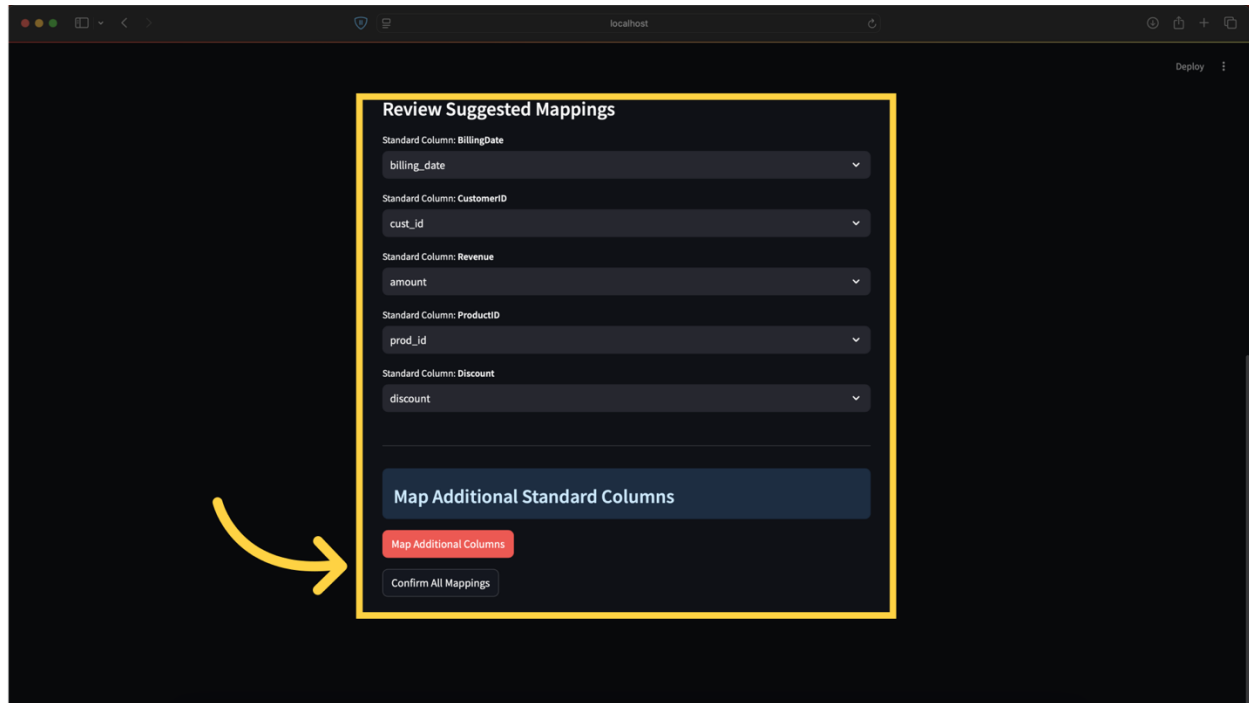 localhost
Deploy
Review Suggested Mappings
Standard Column: BillingDate
billing_date
Standard Column: CustomerID
cust_id
Standard Column: Revenue
amount
Standard Column: ProductID
prod_id
Standard Column: Discount
discount
Map Additional Standard Columns
Map Additional Columns
Confirm All Mappings